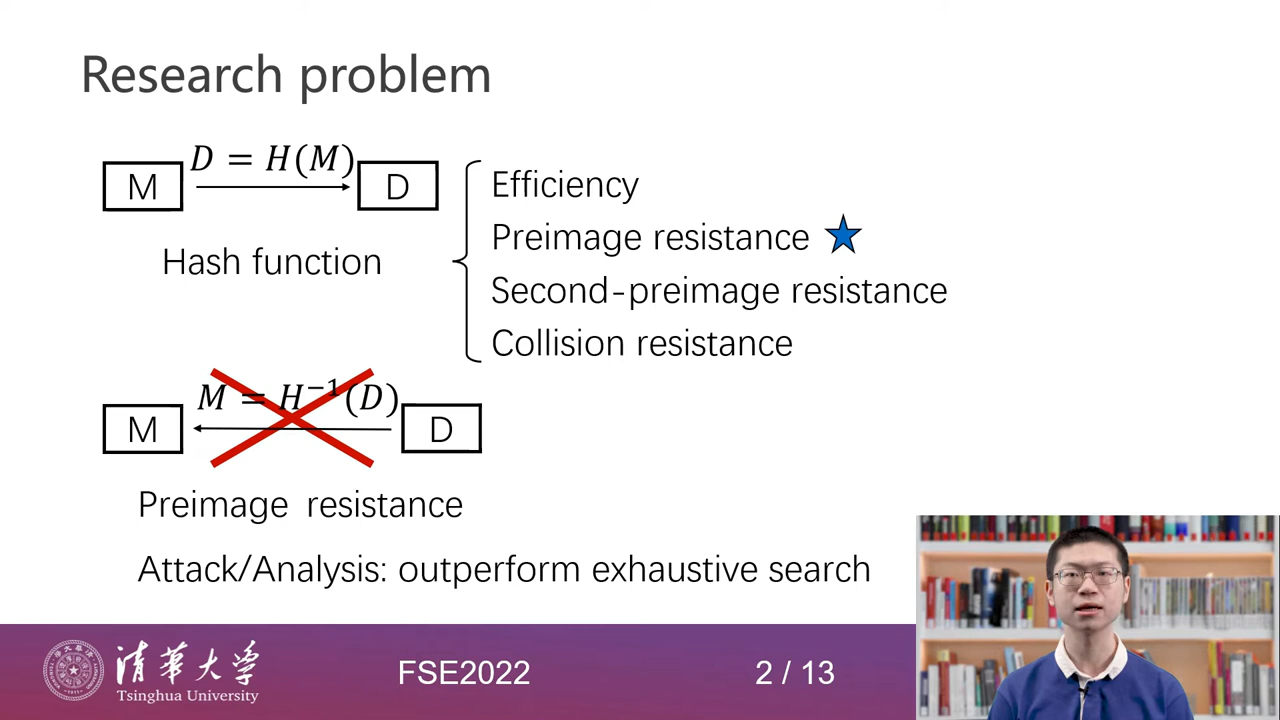 Research problem
D = H(M)
M
D
Hash function
Efficiency
Preimage resistance
Second-preimage resistance
Collision resistance
M = H⁻¹(D)
M
D
Preimage resistance
Attack/Analysis: outperform exhaustive search
清華大学
Tsinghua University
FSE2022
2 / 13